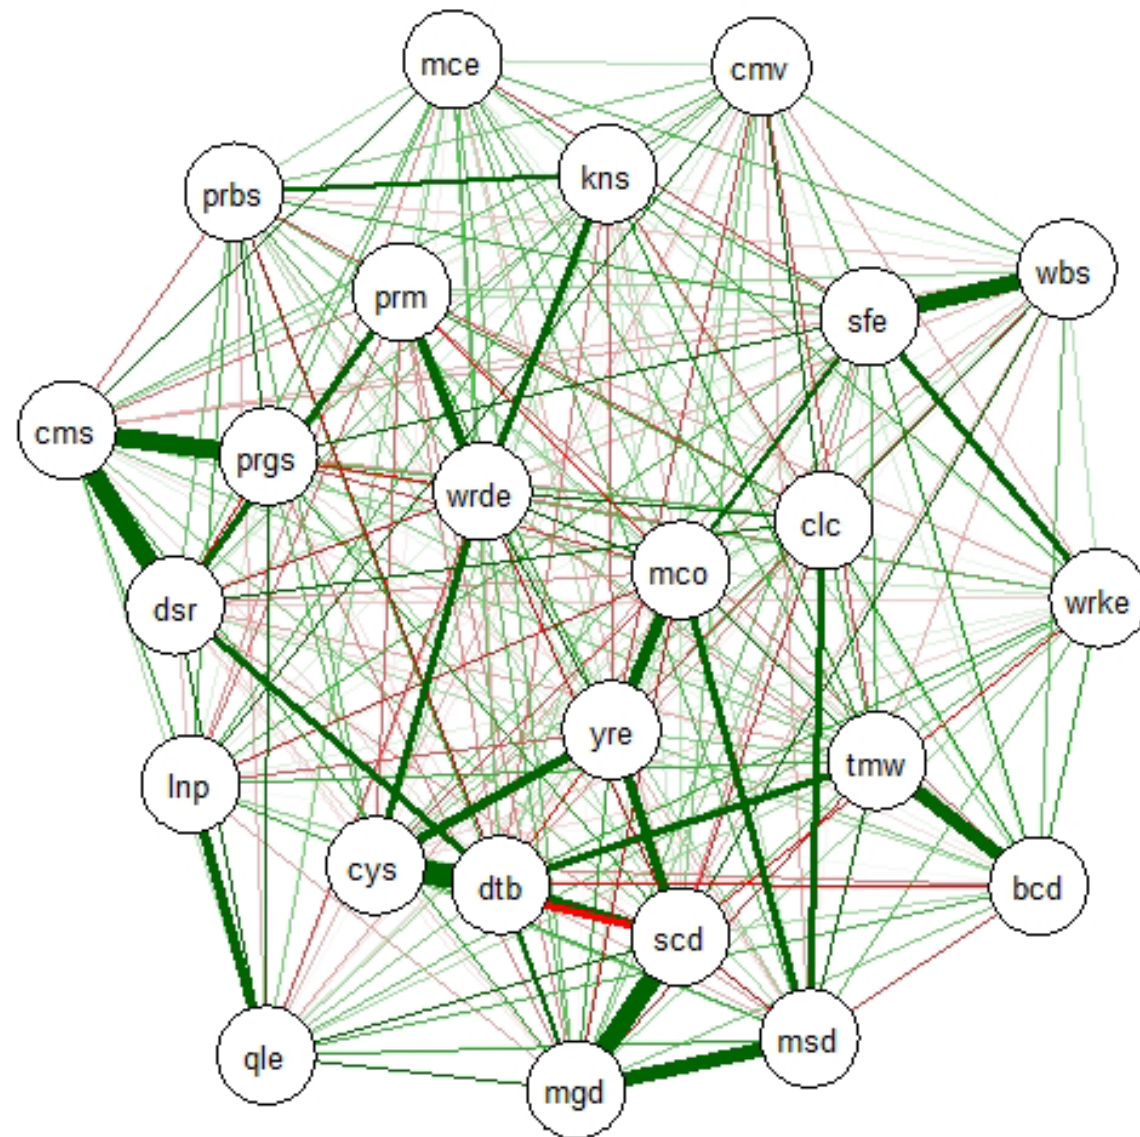 mce
cmv
kns
prbs
wbs
prm
sfe
cms
prgs
wrde
clc
mco
dsr
wrke
yre
tmw
lnp
cys
dtb
bcd
scd
msd
qle
mgd